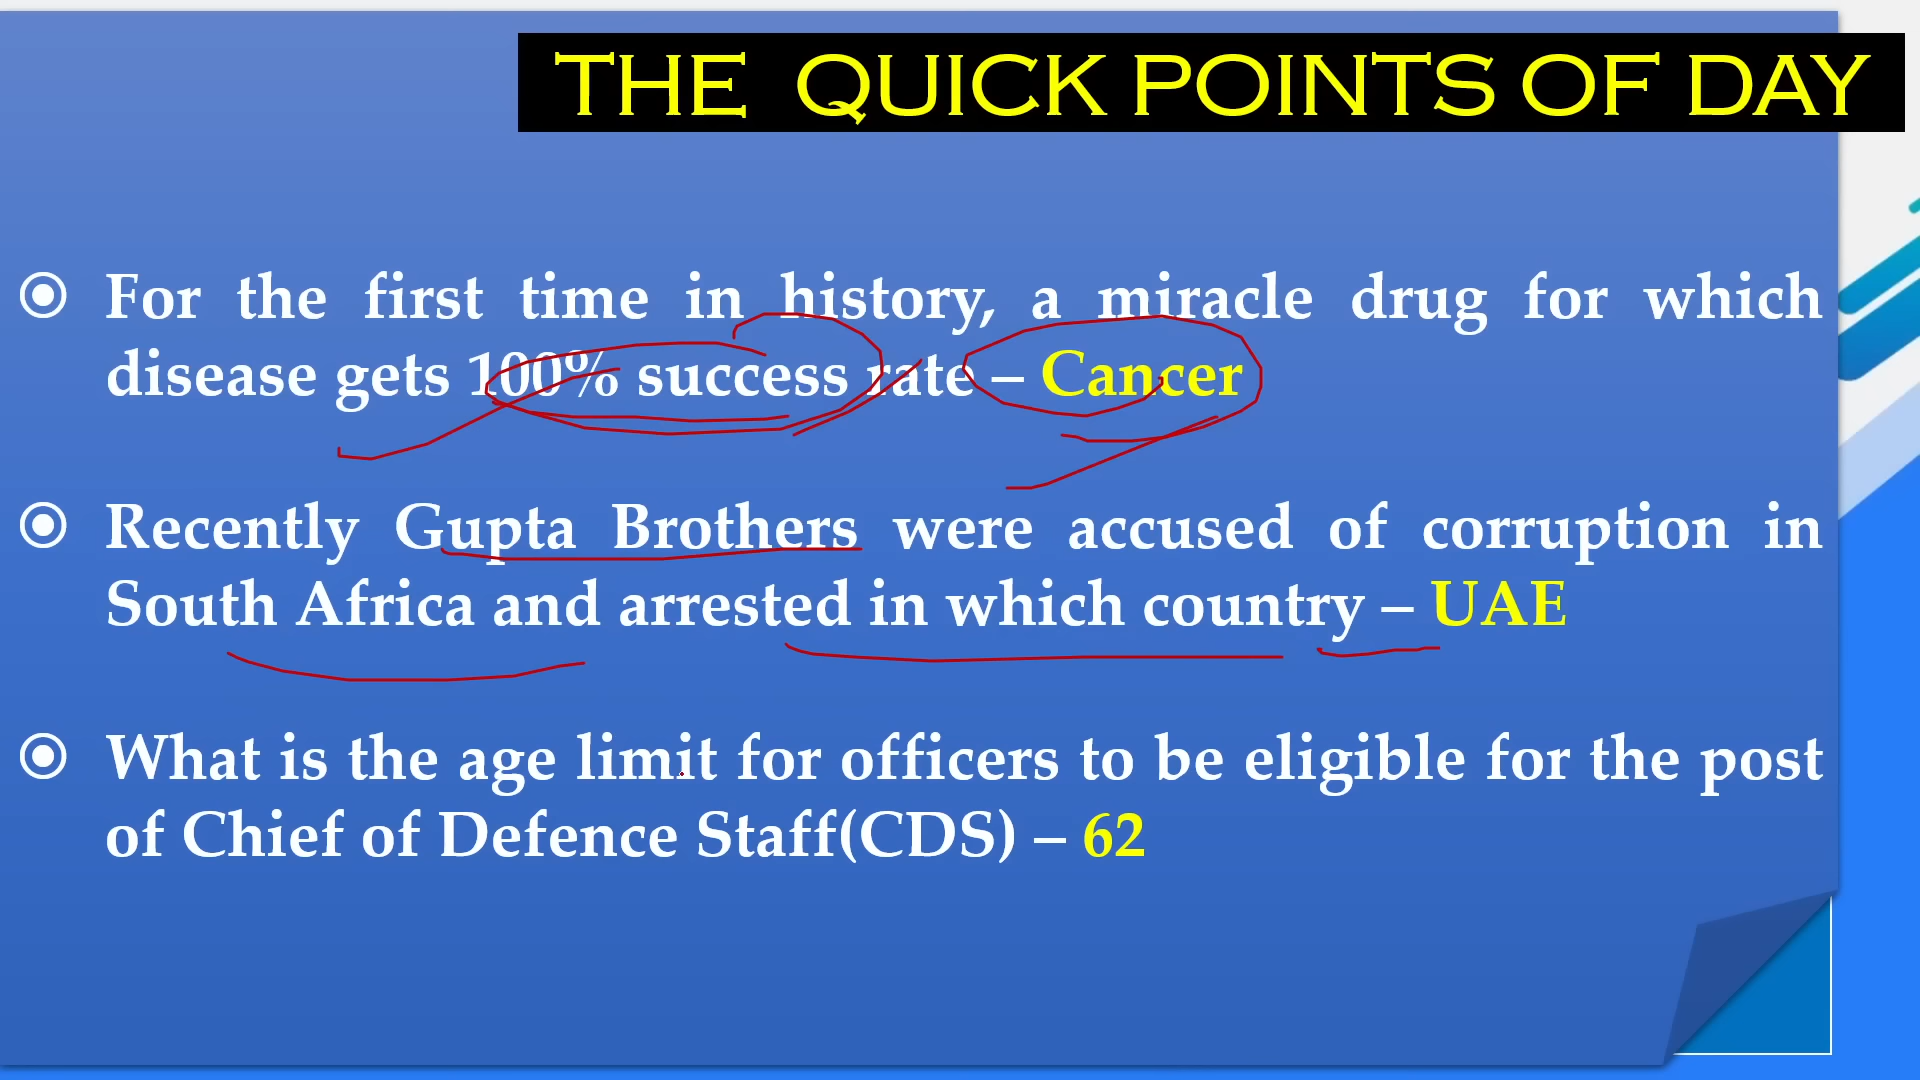 THE QUICK POINTS OF DAY
For the first time in history, a miracle drug for which
disease gets 100% success rate – Cancer
Recently Gupta Brothers were accused of corruption in
South Africa and arrested in which country – UAE
What is the age limit for officers to be eligible for the post
of Chief of Defence Staff(CDS) – 62